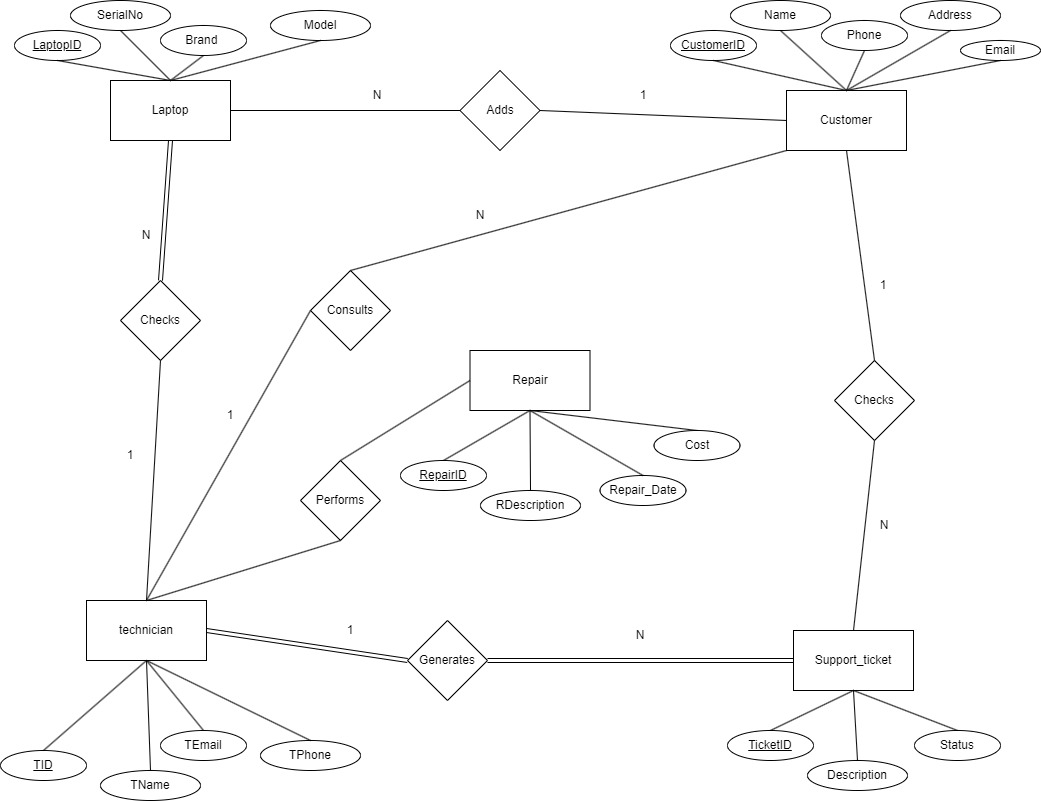 SerialNo
Model
LaptopID
Brand
Name
Address
Phone
CustomerID
Email
Laptop
N
Adds
1
Customer
N
N
1
Checks
Consults
Repair
Checks
1
1
Cost
RepairID
Repair_Date
Performs
RDescription
N
technician
1
N
Generates
Support_ticket
TID
TName
TEmail
TPhone
TicketID
Description
Status